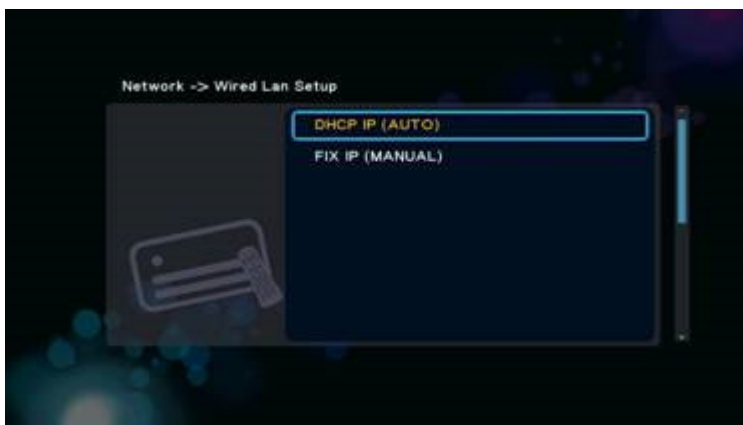 Network -> Wired Lan Setup
DHCP IP (AUTO)
FIX IP (MANUAL)